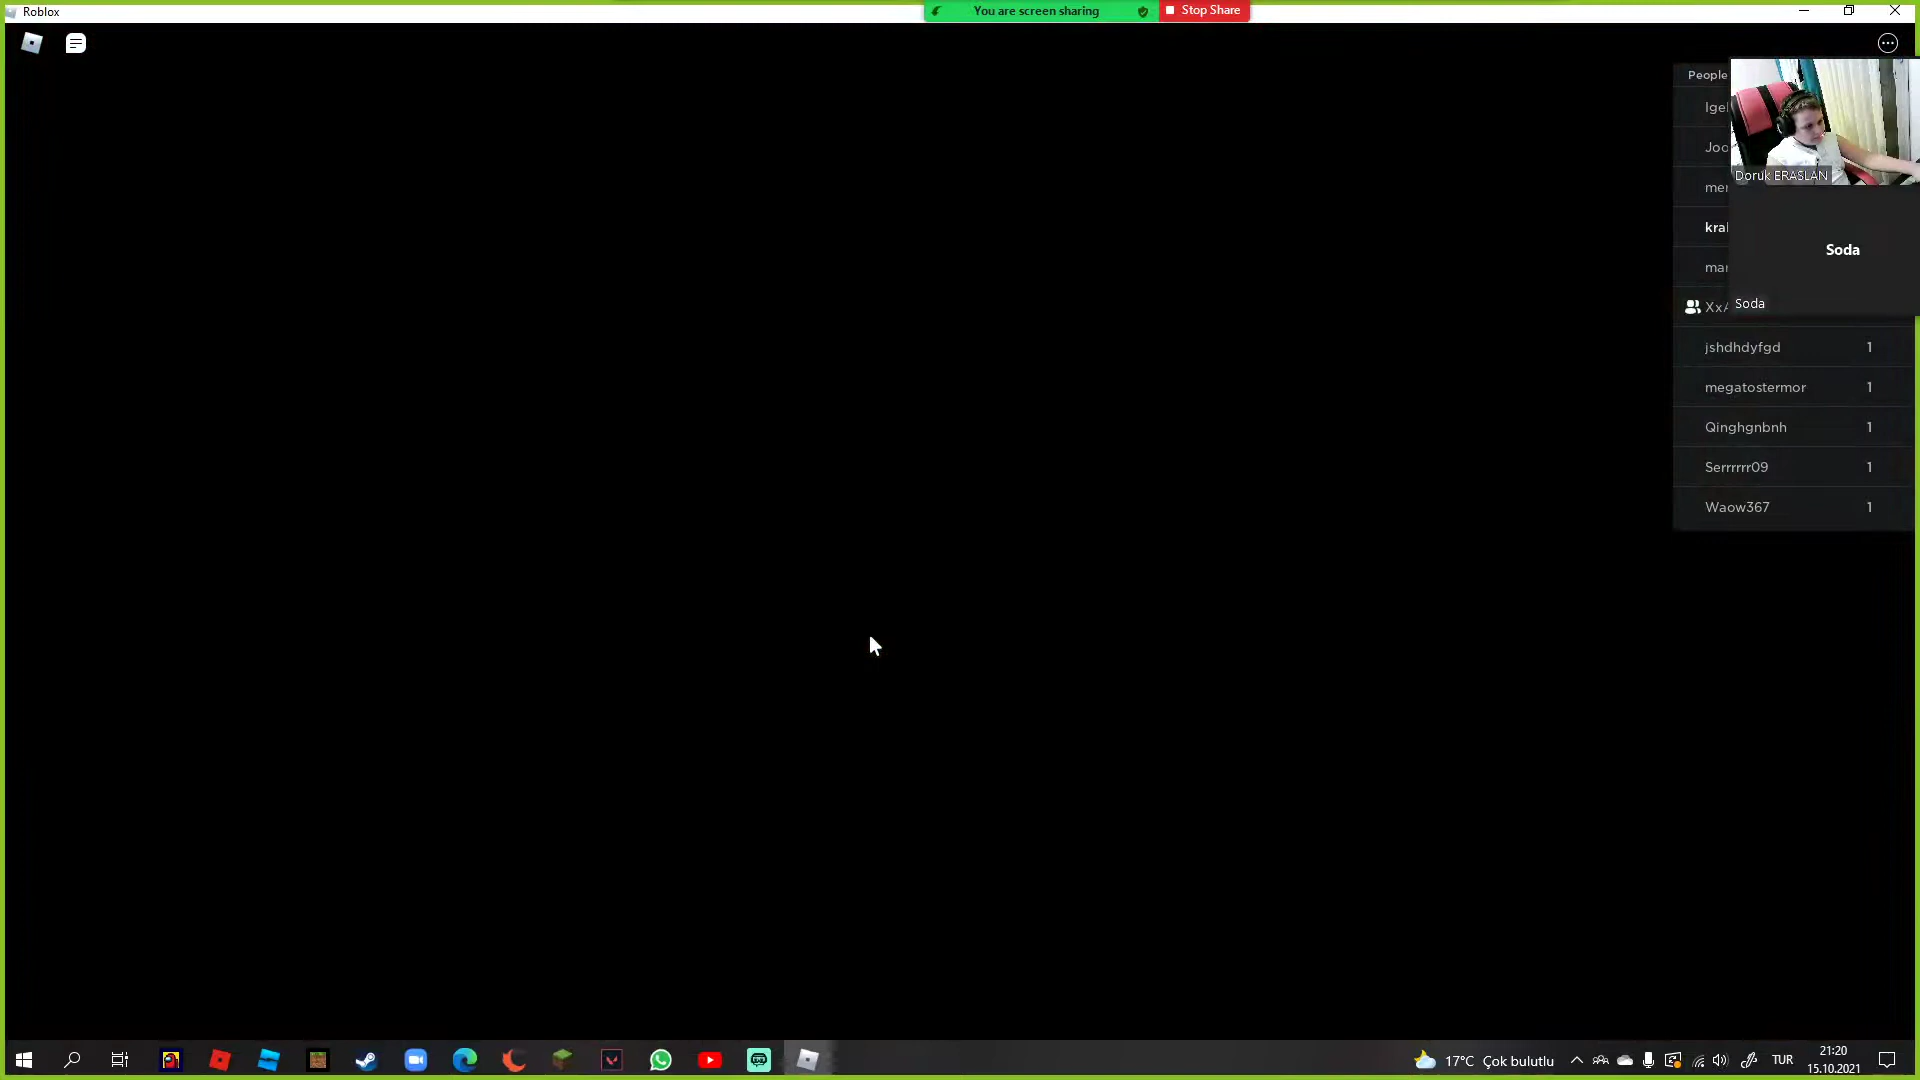 Roblox
You are screen sharing
Stop Share
People
Doruk ERASLAN
Soda
Soda
jshdhdyfgd 1
megatostermor 1
Qinghgnbnh 1
Serrrrrr09 1
Waow367 1
17°C Çok bulutlu
TUR
21:20
15.10.2021